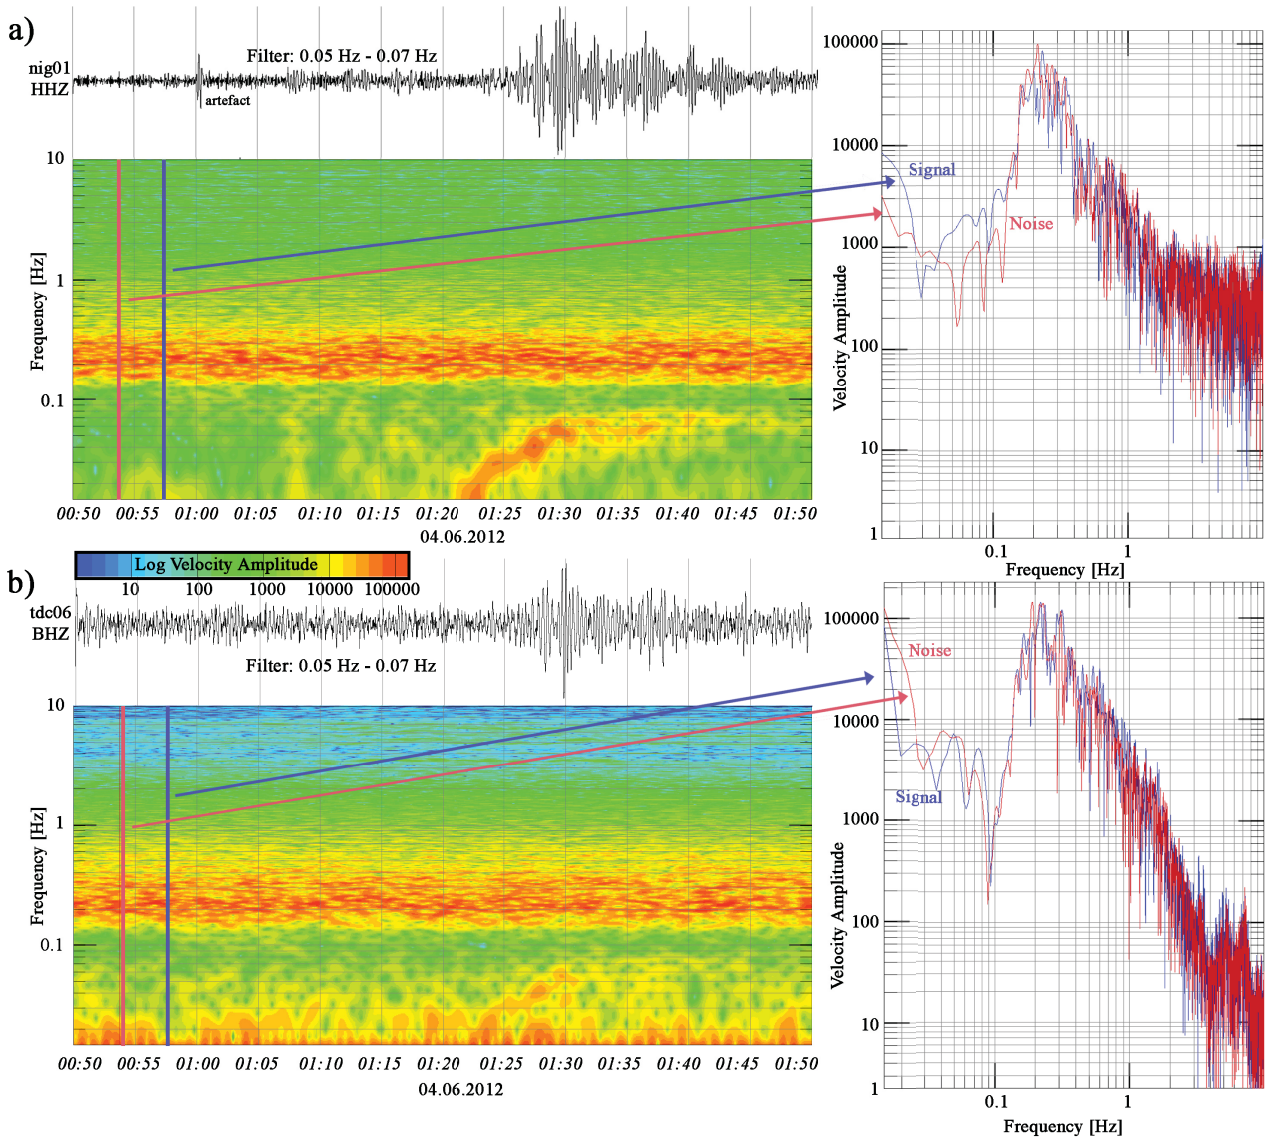 a)
nig01
HHZ
Filter: 0.05 Hz - 0.07 Hz
artefact
10
1
0.1
Frequency [Hz]
00:50 00:55 01:00 01:05 01:10 01:15 01:20 01:25 01:30 01:35 01:40 01:45 01:50
04.06.2012
100000
10000
1000
100
10
1
Velocity Amplitude
Signal
Noise
0.1 1
Frequency [Hz]
Log Velocity Amplitude
10 100 1000 10000 100000
b)
tdc06
BHZ
Filter: 0.05 Hz - 0.07 Hz
10
1
0.1
Frequency [Hz]
00:50 00:55 01:00 01:05 01:10 01:15 01:20 01:25 01:30 01:35 01:40 01:45 01:50
04.06.2012
100000
10000
1000
100
10
1
Velocity Amplitude
Noise
Signal
0.1 1
Frequency [Hz]